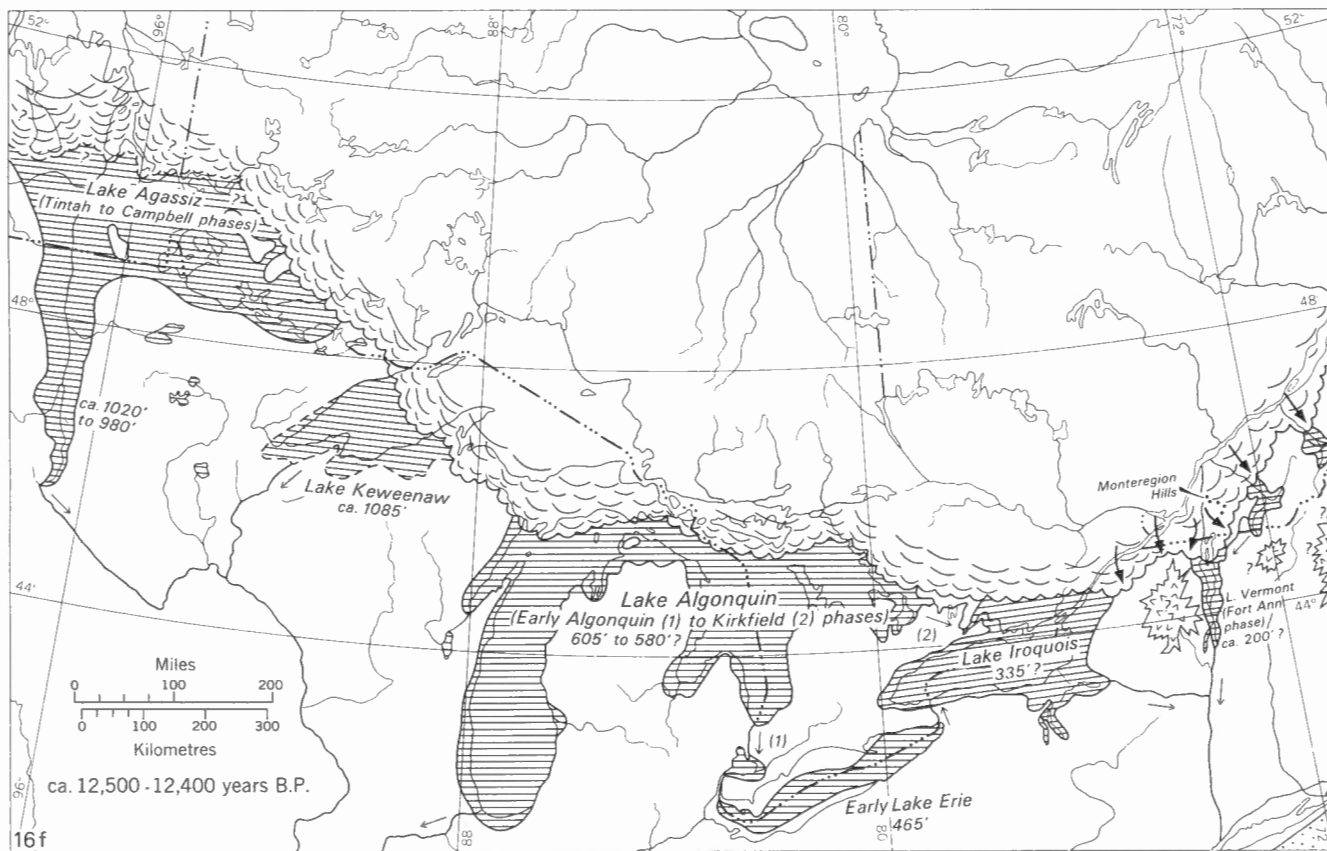 52°
96°
88°
80°
72°
52°
?
?
?
?
Lake Agassiz
(Tintah to Campbell phases)
48°
48°
ca. 1020'
to 980'
Lake Keweenaw
ca. 1085'
Monteregion
Hills
44°
Lake Algonquin
(Early Algonquin (1) to Kirkfield (2) phases)
605' to 580'?
(2)
Lake Iroquois
335'?
?
?
?
?
L. Vermont
(Fort Ann
phase)
ca. 200'?
44°
Miles
0 100 200
0 100 200 300
Kilometres
(1)
ca. 12,500 - 12,400 years B.P.
Early Lake Erie
465'
96°
88
80
72
16f